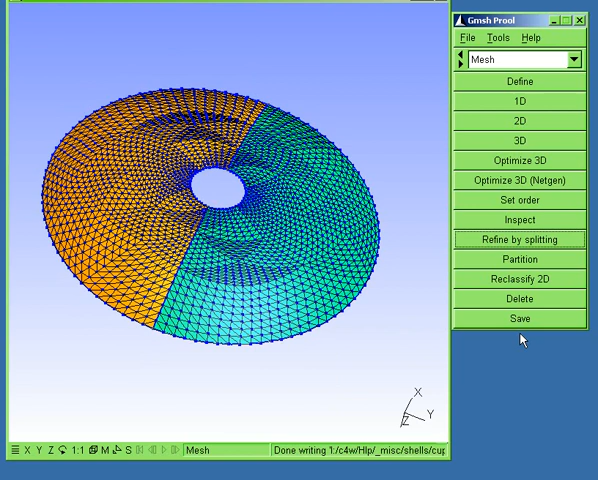 Gmsh Prool
File Tools Help
Mesh
Define
1D
2D
3D
Optimize 3D
Optimize 3D (Netgen)
Set order
Inspect
Refine by splitting
Partition
Reclassify 2D
Delete
Save
X
Y
Z
X Y Z 1:1 M S Mesh Done writing 1:/c4w/Hlp/_misc/shells/cup